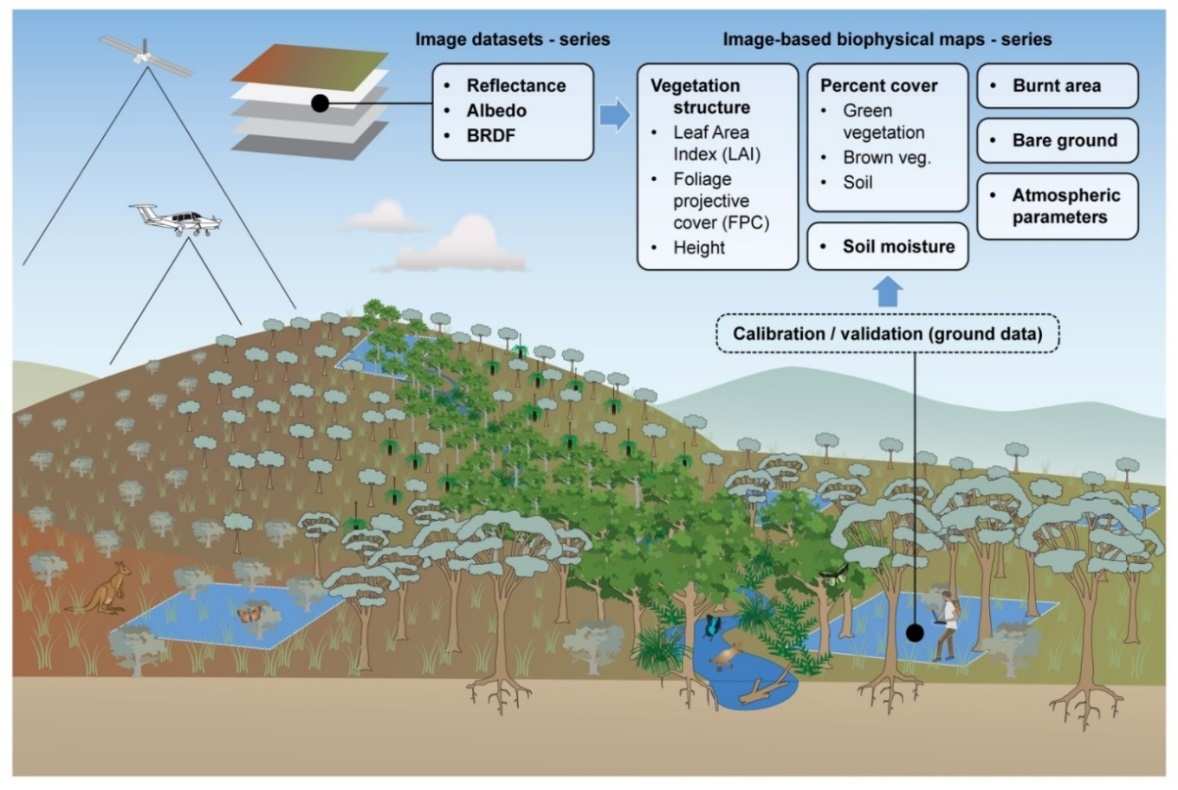 Image datasets - series
• Reflectance
• Albedo
• BRDF
Image-based biophysical maps - series
Vegetation
structure
• Leaf Area
Index (LAI)
• Foliage
projective
cover (FPC)
• Height
Percent cover
• Green
vegetation
• Brown veg.
• Soil
• Soil moisture
• Burnt area
• Bare ground
• Atmospheric
parameters
Calibration / validation (ground data)